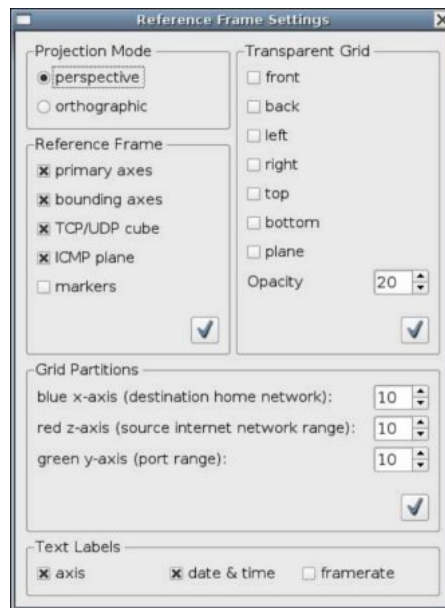 Reference Frame Settings
Projection Mode
perspective
orthographic
Reference Frame
primary axes
bounding axes
TCP/UDP cube
ICMP plane
markers
Transparent Grid
front
back
left
right
top
bottom
plane
Opacity 20
Grid Partitions
blue x-axis (destination home network): 10
red z-axis (source internet network range): 10
green y-axis (port range): 10
Text Labels
axis date & time framerate